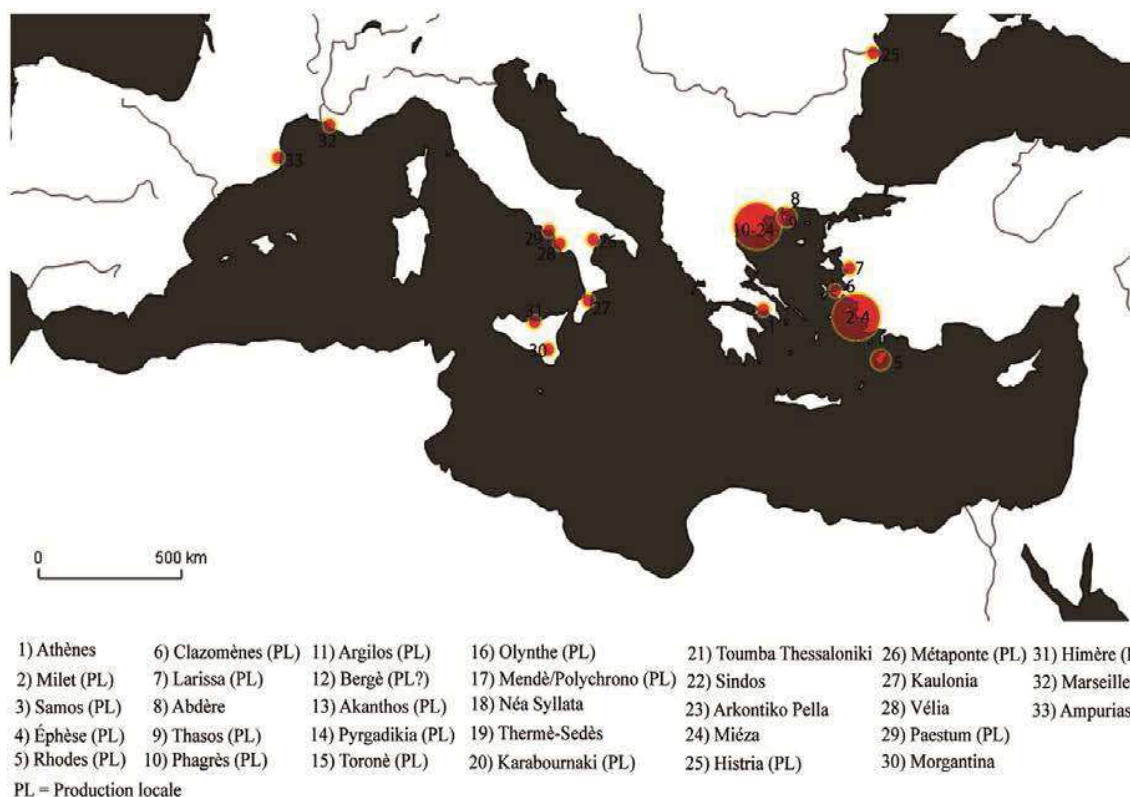 25
32
33
8
9
10-24
29
28
26
7
6
27
31
1
2-4
30
5
0 500 km
1) Athènes 6) Clazomènes (PL) 11) Argilos (PL) 16) Olynthe (PL) 21) Toumba Thessaloniki 26) Métaponte (PL) 31) Himère (
2) Milet (PL) 7) Larissa (PL) 12) Bergè (PL?) 17) Mendè/Polychrono (PL) 22) Sindos 27) Kaulonia 32) Marseille
3) Samos (PL) 8) Abdère 13) Akanthos (PL) 18) Néa Syllata 23) Arkontiko Pella 28) Vélia 33) Ampurias
4) Éphèse (PL) 9) Thasos (PL) 14) Pyrgadikia (PL) 19) Thermè-Sedès 24) Miéza 29) Paestum (PL)
5) Rhodes (PL) 10) Phagrès (PL) 15) Toronè (PL) 20) Karabournaki (PL) 25) Histria (PL) 30) Morgantina
PL = Production locale